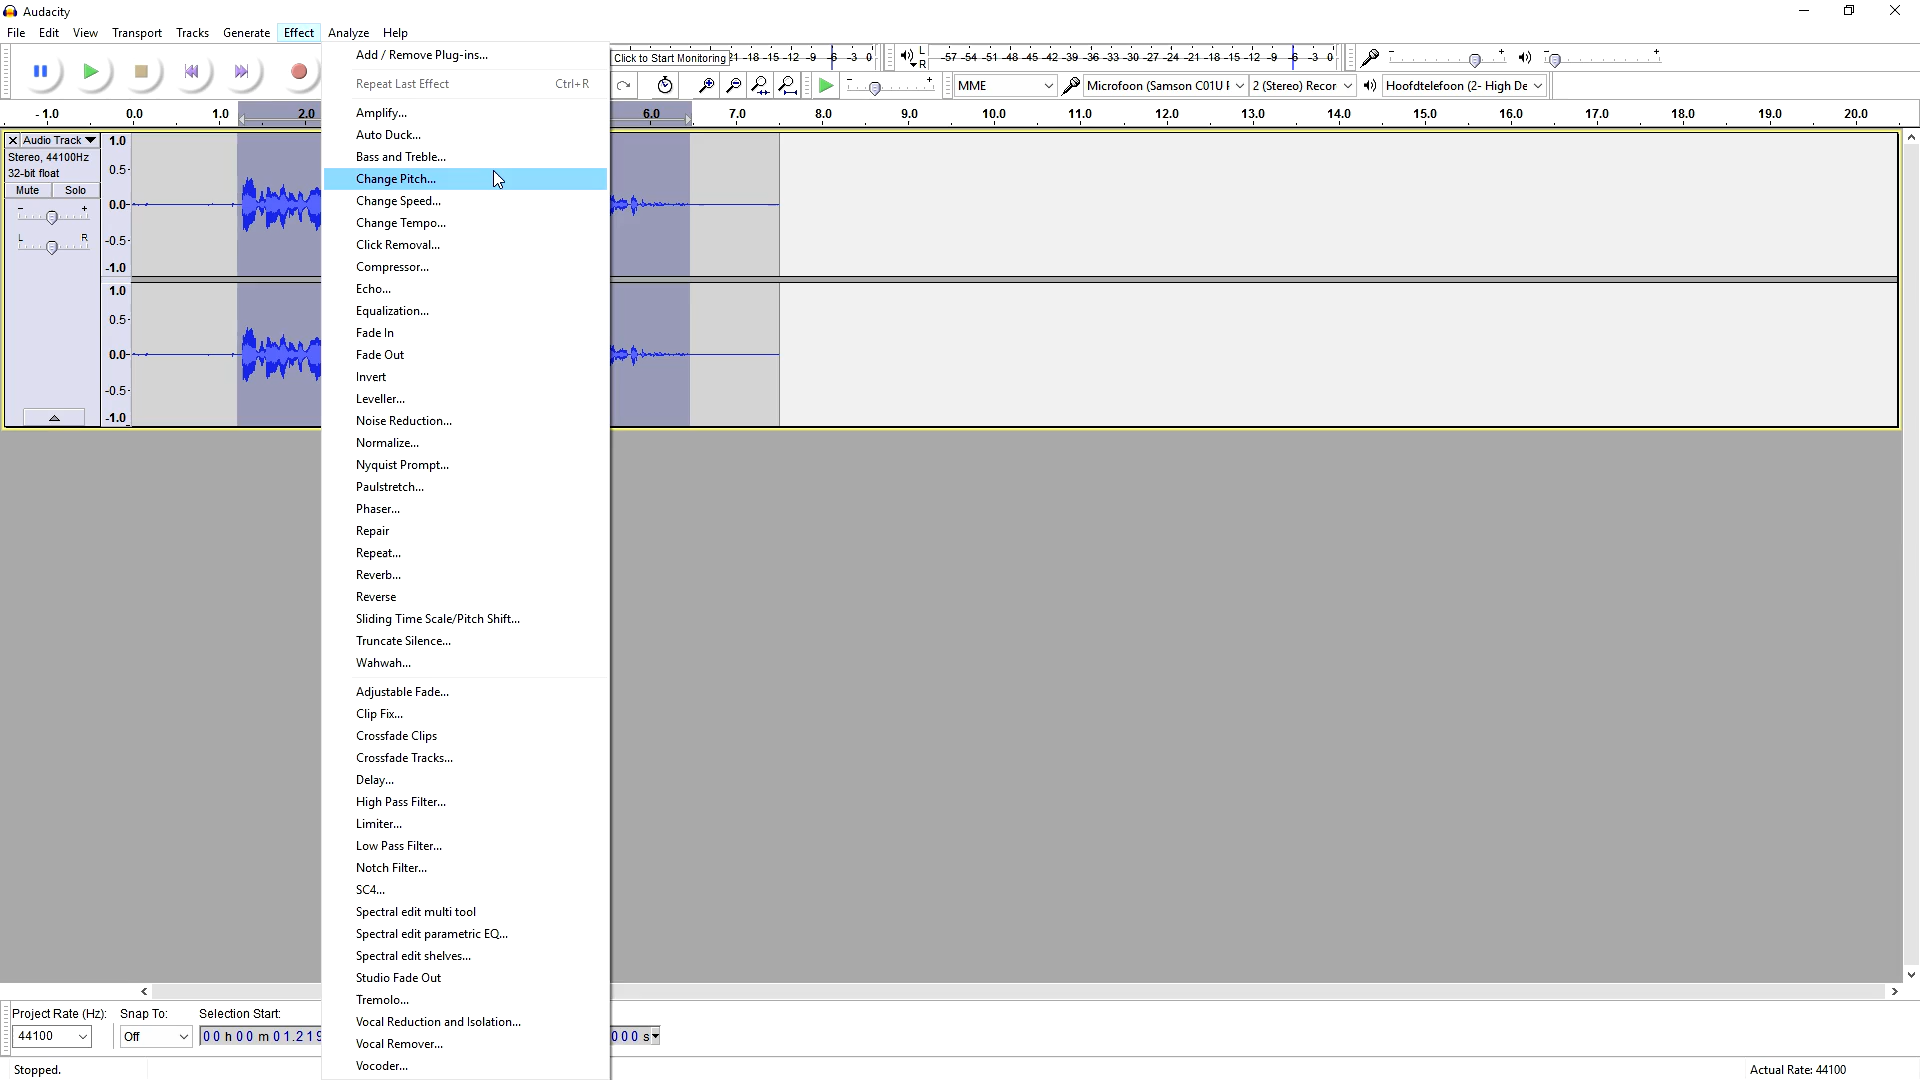 Audacity
File Edit View Transport Tracks Generate Effect Analyze Help
Add / Remove Plug-ins...
Repeat Last Effect Ctrl+R
Amplify...
Auto Duck...
Bass and Treble...
Change Pitch...
Change Speed...
Change Tempo...
Click Removal...
Compressor...
Echo...
Equalization...
Fade In
Fade Out
Invert
Leveller...
Noise Reduction...
Normalize...
Nyquist Prompt...
Paulstretch...
Phaser...
Repair
Repeat...
Reverb...
Reverse
Sliding Time Scale/Pitch Shift...
Truncate Silence...
Wahwah...
Adjustable Fade...
Clip Fix...
Crossfade Clips
Crossfade Tracks...
Delay...
High Pass Filter...
Limiter...
Low Pass Filter...
Notch Filter...
SC4...
Spectral edit multi tool
Spectral edit parametric EQ...
Spectral edit shelves...
Studio Fade Out
Tremolo...
Vocal Reduction and Isolation...
Vocal Remover...
Vocoder...
Click to Start Monitoring -18 -15 -12 -9 -6 -3 0
L
R
-57 -54 -51 -48 -45 -42 -39 -36 -33 -30 -27 -24 -21 -18 -15 -12 -9 -6 -3 0
MME Microfoon (Samson C01U 2 (Stereo) Recor Hoofdtelefoon (2- High De
-1.0 0.0 1.0 2.0 6.0 7.0 8.0 9.0 10.0 11.0 12.0 13.0 14.0 15.0 16.0 17.0 18.0 19.0 20.0
Audio Track
Stereo, 44100Hz
32-bit float
Mute Solo
- +
L R
1.0
0.5
0.0
-0.5
-1.0
1.0
0.5
0.0
-0.5
-1.0
Project Rate (Hz): Snap To: Selection Start:
44100 Off 00 h 00 m 01.219 000 s
Stopped. Actual Rate: 44100